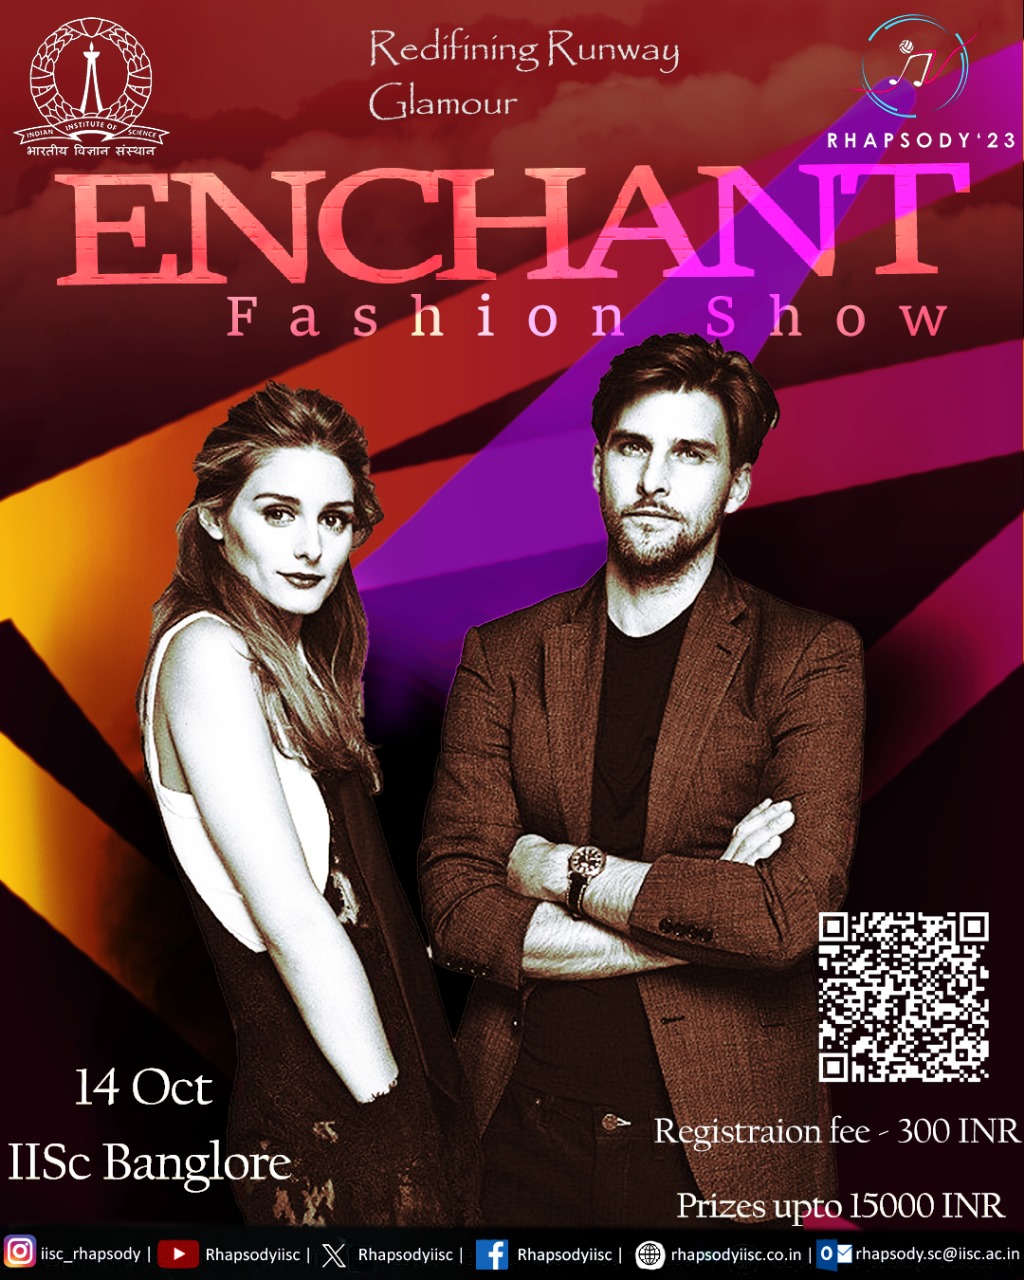 Redifining Runway
Glamour
INDIAN INSTITUTE OF SCIENCE
भारतीय विज्ञान संस्थान
RHAPSODY‘23
ENCHANT
Fashion Show
14 Oct
IISc Banglore
Registraion fee - 300 INR
Prizes upto 15000 INR
iisc_rhapsody | Rhapsodyiisc | Rhapsodyiisc | Rhapsodyiisc | rhapsodyiisc.co.in | rhapsody.sc@iisc.ac.in